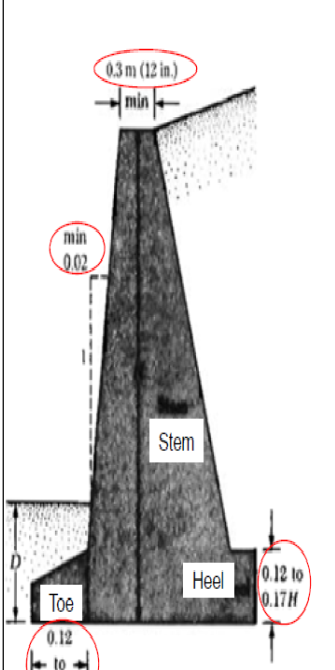 0.3 m (12 in.)
min
min
0.02
1
Stem
D
Toe
Heel
0.12 to
0.17H
0.12
to